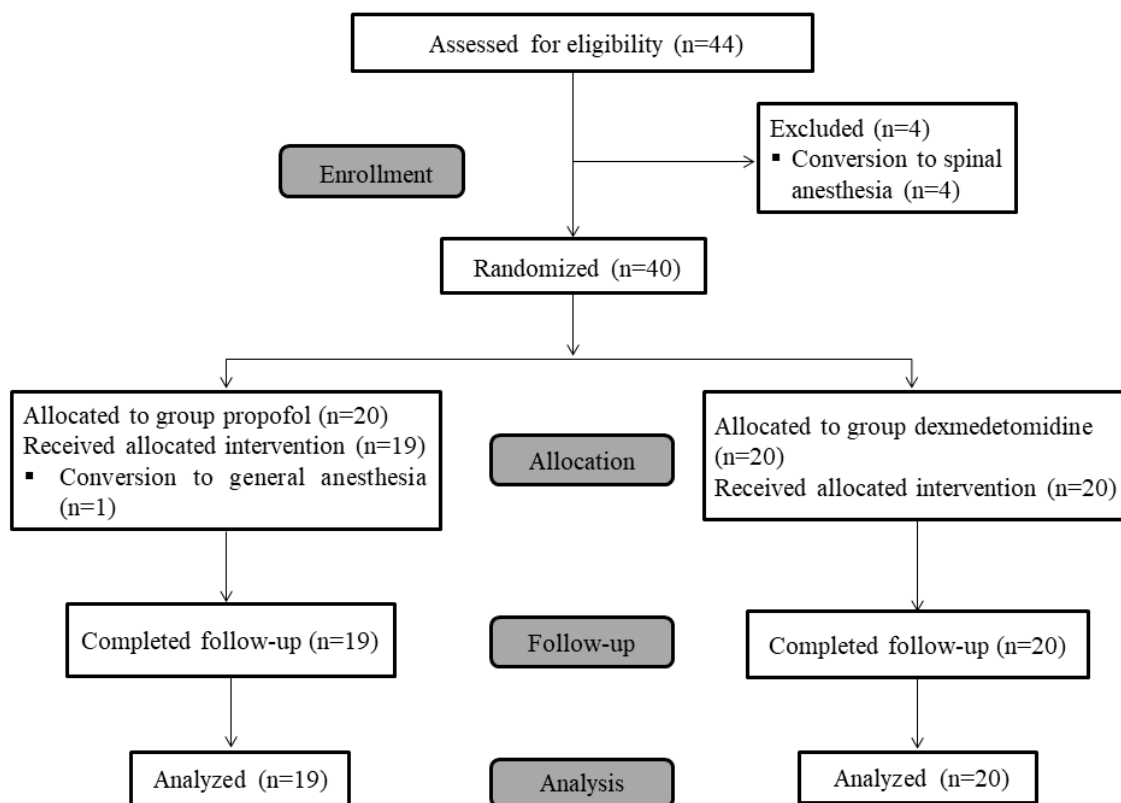 Assessed for eligibility (n=44)
Excluded (n=4)
▪ Conversion to spinal
anesthesia (n=4)
Enrollment
Randomized (n=40)
Allocated to group propofol (n=20)
Received allocated intervention (n=19)
▪ Conversion to general anesthesia
(n=1)
Allocation
Allocated to group dexmedetomidine
(n=20)
Received allocated intervention (n=20)
Completed follow-up (n=19)
Follow-up
Completed follow-up (n=20)
Analyzed (n=19)
Analysis
Analyzed (n=20)